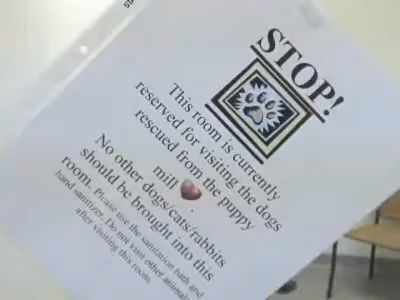 STOP!
This room is currently
reserved for visiting the dogs
rescued from the puppy
mill
No other dogs/cats/rabbits
should be brought into this
room. Please use the sanitation bath and
hand sanitizer. Do not visit other animals
after visiting this room.